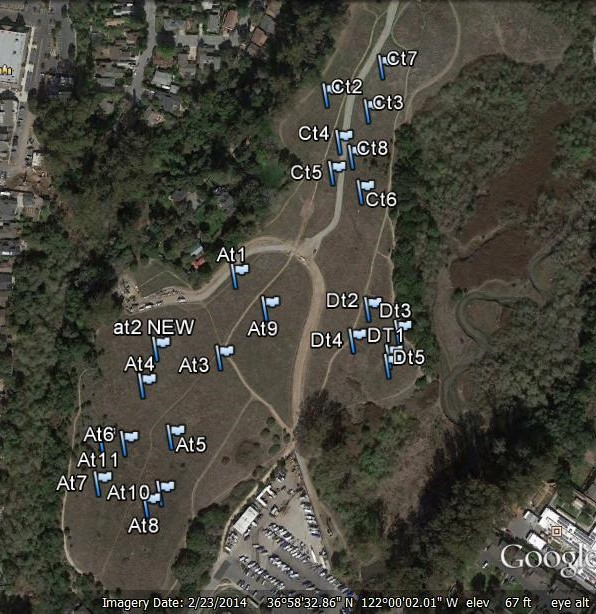 Ct7
Ct2
Ct3
Ct4
Ct8
Ct5
Ct6
At1
Dt2
Dt3
At9
at2 NEW
Dt4
DT1
At4
At3
Dt5
At6
At5
At11
At7
At10
At8
Google
Imagery Date: 2/23/2014 36°58'32.86" N 122°00'02.01" W elev 67 ft eye alt